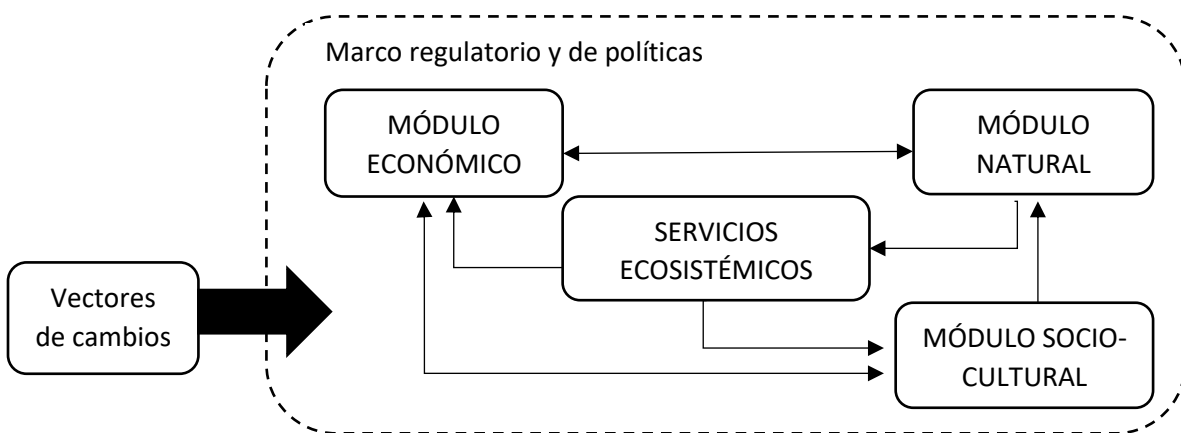 Marco regulatorio y de políticas
MÓDULO
ECONÓMICO
MÓDULO
NATURAL
SERVICIOS
ECOSISTÉMICOS
Vectores
de cambios
MÓDULO SOCIO-
CULTURAL